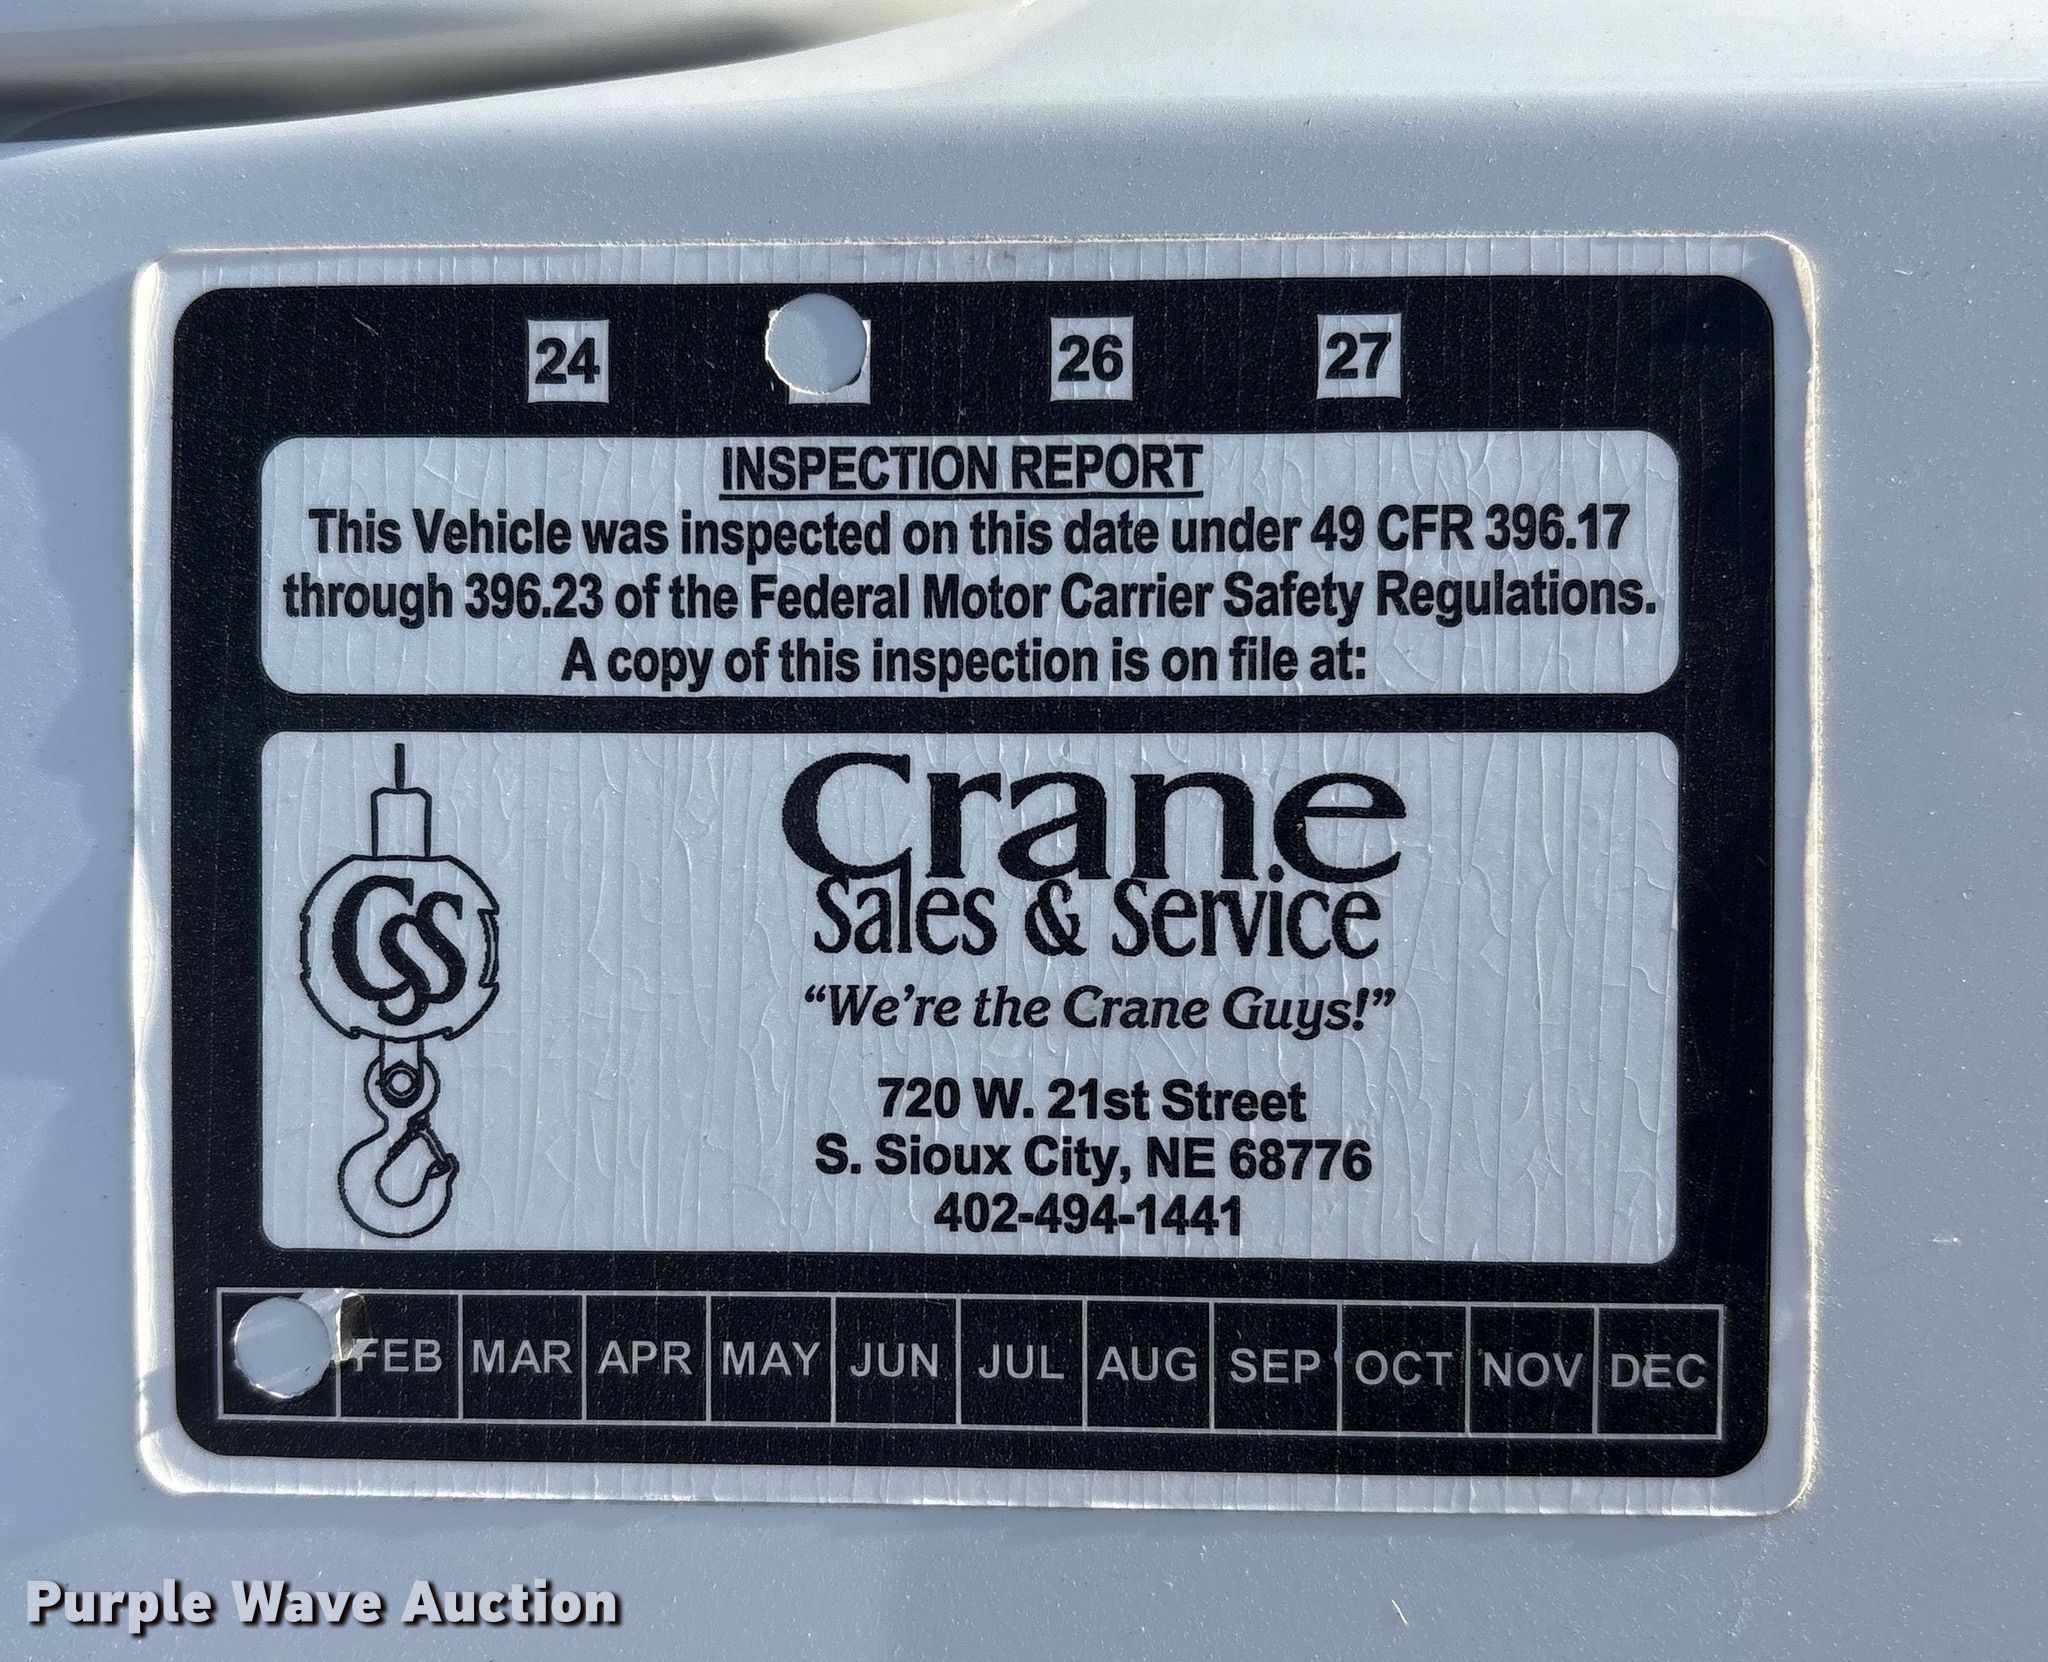 24 26 27
INSPECTION REPORT
This Vehicle was inspected on this date under 49 CFR 396.17
through 396.23 of the Federal Motor Carrier Safety Regulations.
A copy of this inspection is on file at:
CSS
Crane
Sales & Service
“We’re the Crane Guys!”
720 W. 21st Street
S. Sioux City, NE 68776
402-494-1441
FEB MAR APR MAY JUN JUL AUG SEP OCT NOV DEC
Purple Wave Auction